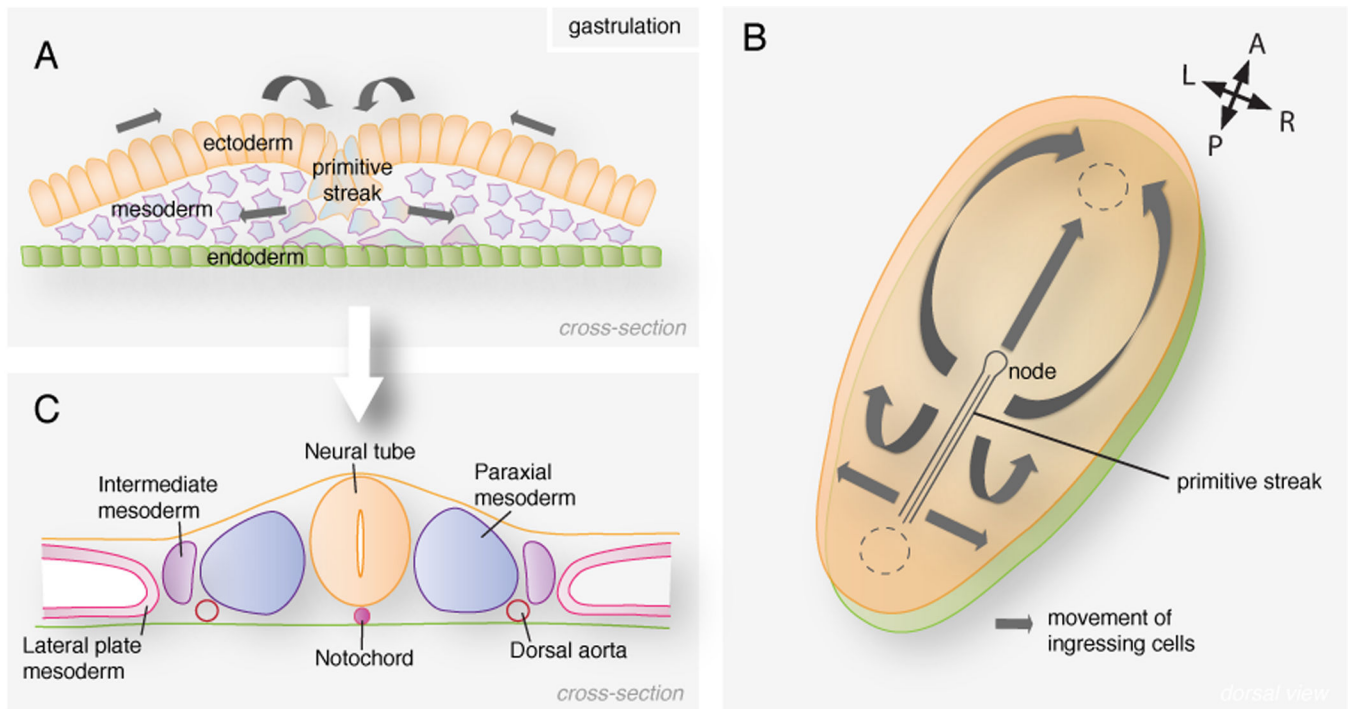 gastrulation
A
ectoderm
primitive
streak
mesoderm
endoderm
cross-section
C
Neural tube
Intermediate
mesoderm
Paraxial
mesoderm
Lateral plate
mesoderm
Notochord
Dorsal aorta
cross-section
B
A
L
R
P
node
primitive streak
movement of
ingressing cells
dorsal view